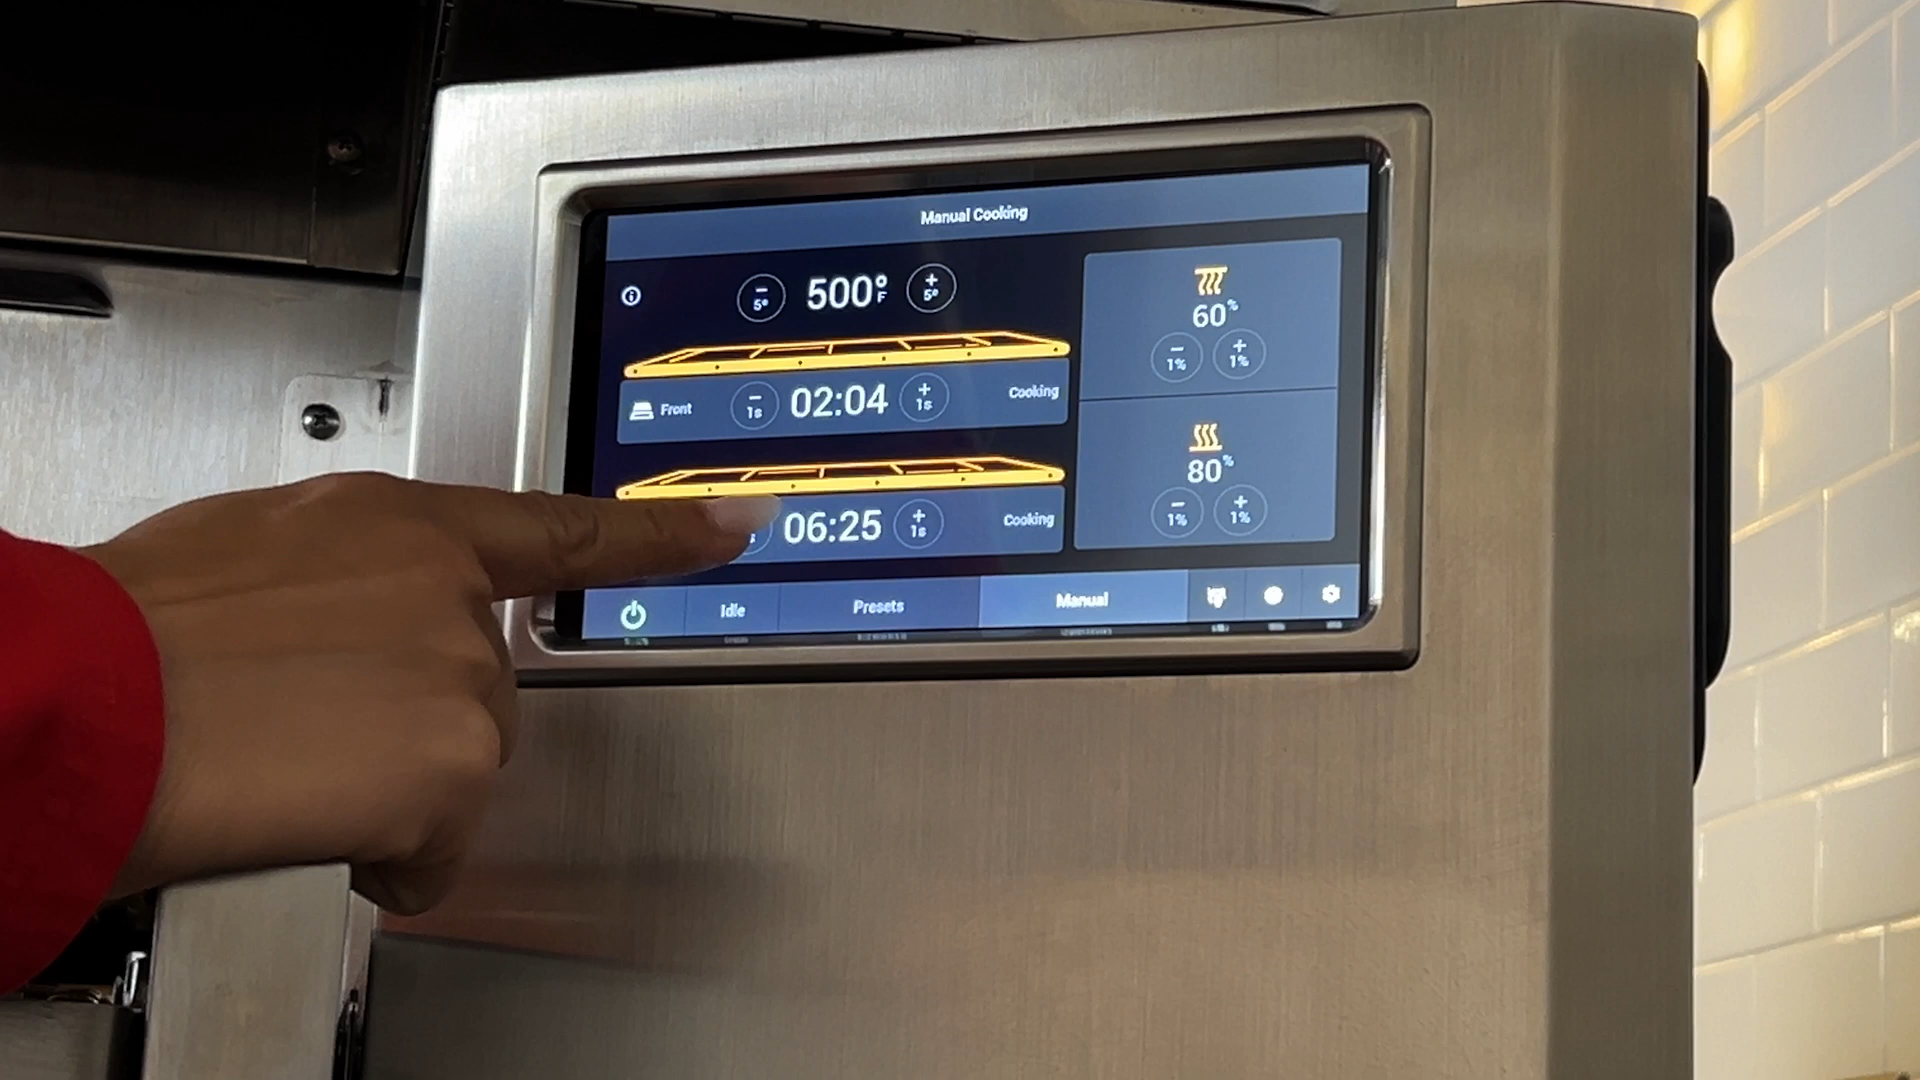 Manual Cooking
− 5° 500°F + 5°
Front − 1s 02:04 + 1s Cooking
06:25 + 1s Cooking
60%
− 1% + 1%
80%
− 1% + 1%
Idle Presets Manual